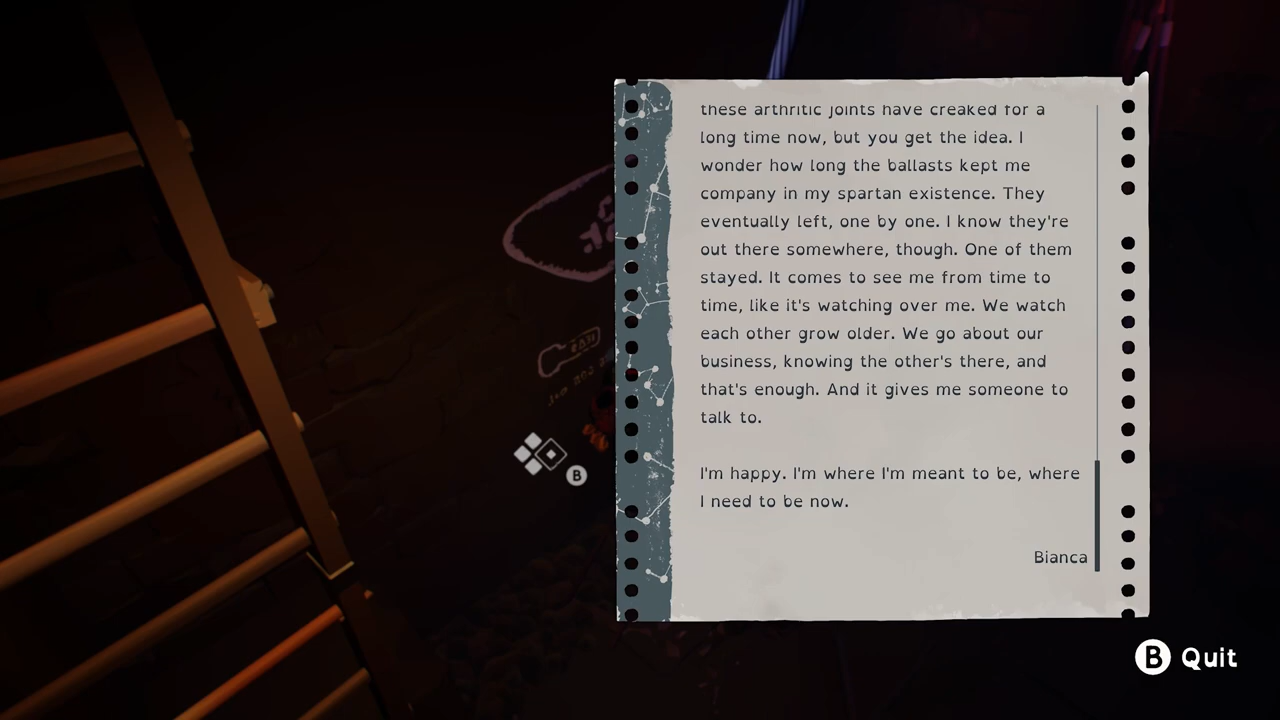 these arthritic joints have creaked for a
long time now, but you get the idea. I
wonder how long the ballasts kept me
company in my spartan existence. They
eventually left, one by one. I know they're
out there somewhere, though. One of them
stayed. It comes to see me from time to
time, like it's watching over me. We watch
each other grow older. We go about our
business, knowing the other's there, and
that's enough. And it gives me someone to
talk to.
I'm happy. I'm where I'm meant to be, where
I need to be now.
Bianca
B
B Quit